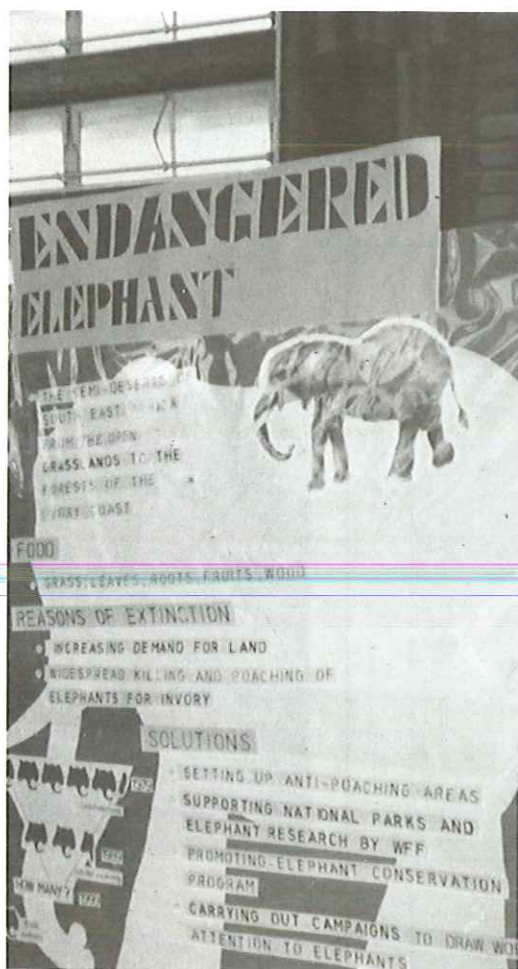 ENDANGERED
ELEPHANT
THE SEMI-DESERTS OF
SOUTH EAST AFRICA
FROM THE OPEN
GRASSLANDS TO THE
FORESTS OF THE
IVORY COAST
FOOD
GRASS, LEAVES, ROOTS, FRUITS, WOOD
REASONS OF EXTINCTION
INCREASING DEMAND FOR LAND
WIDESPREAD KILLING AND POACHING OF
ELEPHANTS FOR INVORY
SOLUTIONS
SETTING UP ANTI-POACHING AREAS
SUPPORTING NATIONAL PARKS AND
ELEPHANT RESEARCH BY WFF
PROMOTING ELEPHANT CONSERVATION
PROGRAM
CARRYING OUT CAMPAIGNS TO DRAW
ATTENTION TO ELEPHANTS
HOW MANY?